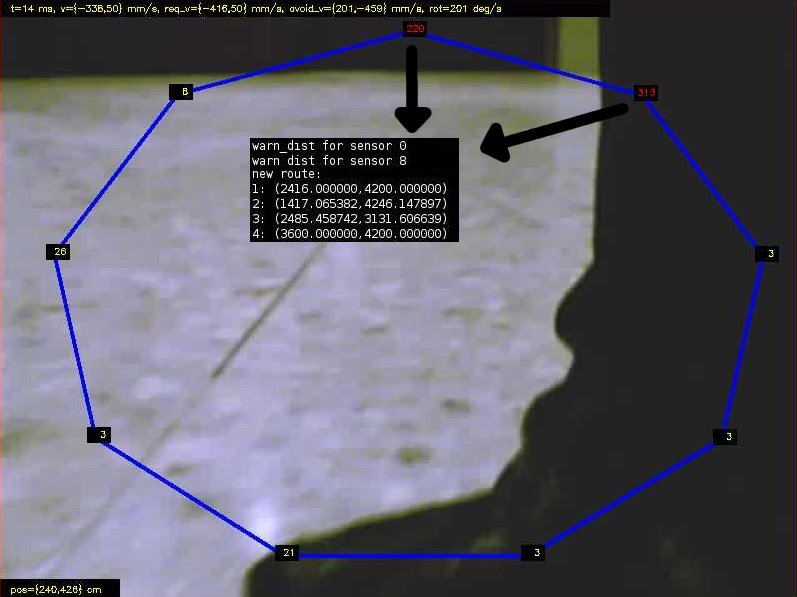 t=14 ms, v={-338,50} mm/s, req_v={-416,50} mm/s, avoid_v={201,-459} mm/s, rot=201 deg/s
220
8
313
warn_dist for sensor 0
warn dist for sensor 8
new route:
1: (2416.000000,4200.000000)
2: (1417.065382,4246.147897)
3: (2485.458742,3131.606639)
4: (3600.000000,4200.000000)
26
3
3
3
21
3
pos={240,426} cm